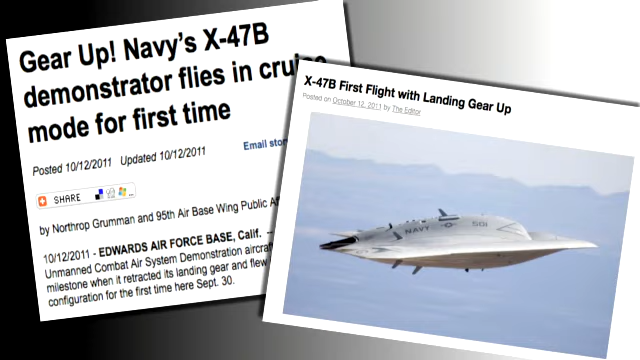 Gear Up! Navy's X-47B
demonstrator flies in
mode for first time
Posted 10/12/2011 Updated 10/12/2011
Email
SHARE
by Northrop Grumman and 95th Air Base Wing Public
10/12/2011 - EDWARDS AIR FORCE BASE, Calif. --
Unmanned Combat Air System Demonstration
milestone when it retracted its landing gear and flew
configuration for the first time here Sept. 30.
X-47B First Flight with Landing Gear Up
Posted on October 12, 2011 by The Editor
NAVY 501